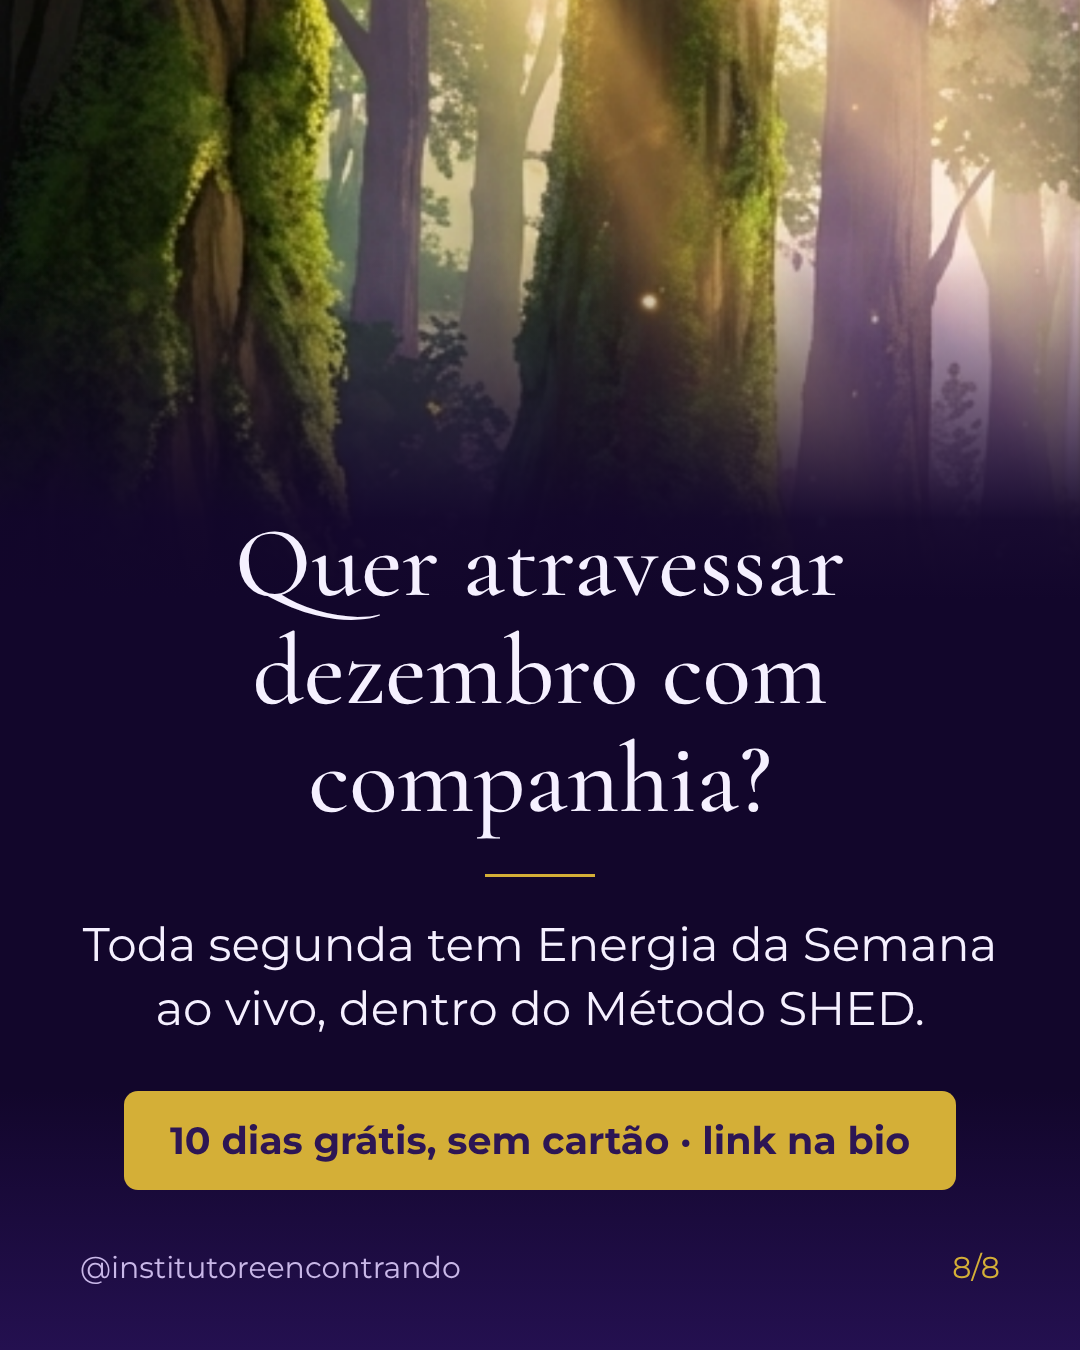 Quer atravessar
dezembro com
companhia?
Toda segunda tem Energia da Semana
ao vivo, dentro do Método SHED.
10 dias grátis, sem cartão · link na bio
@institutoreencontrando
8/8